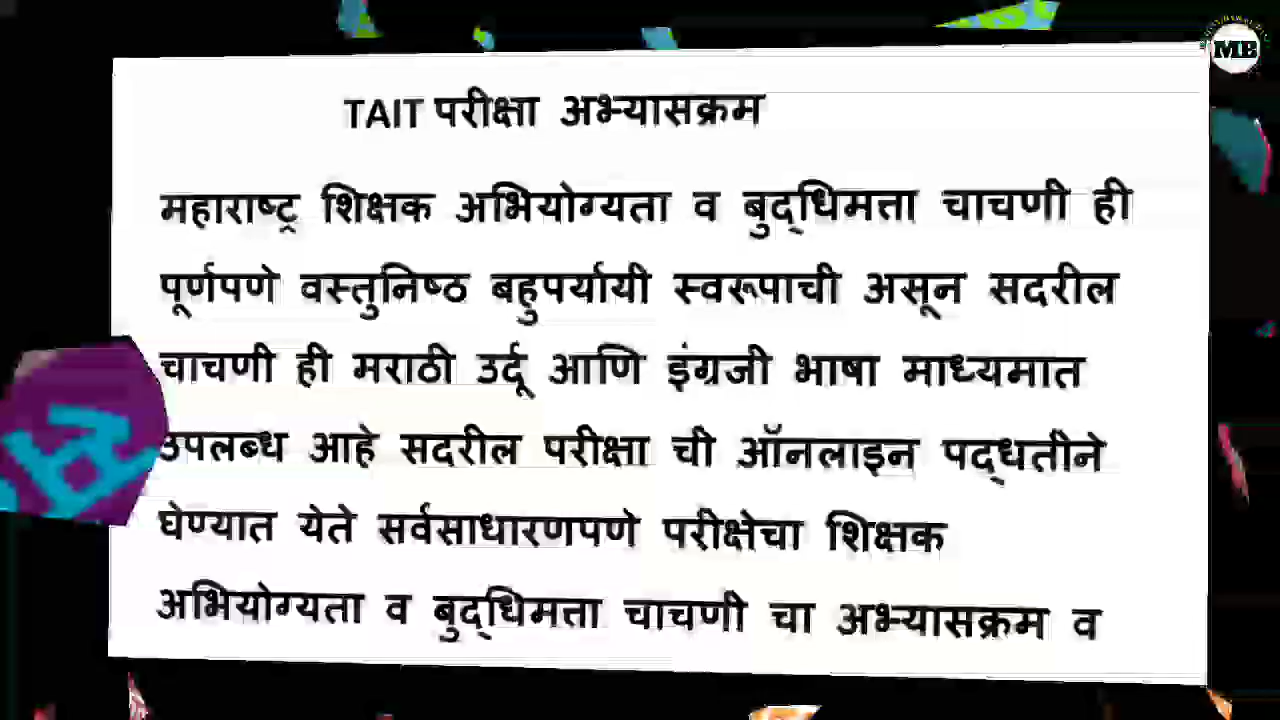 MB
TAIT परीक्षा अभ्यासक्रम
महाराष्ट्र शिक्षक अभियोग्यता व बुद्धिमत्ता चाचणी ही
पूर्णपणे वस्तुनिष्ठ बहुपर्यायी स्वरूपाची असून सदरील
चाचणी ही मराठी उर्दू आणि इंग्रजी भाषा माध्यमात
उपलब्ध आहे सदरील परीक्षा ची ऑनलाइन पद्धतीने
घेण्यात येते सर्वसाधारणपणे परीक्षेचा शिक्षक
अभियोग्यता व बुद्धिमत्ता चाचणी चा अभ्यासक्रम व